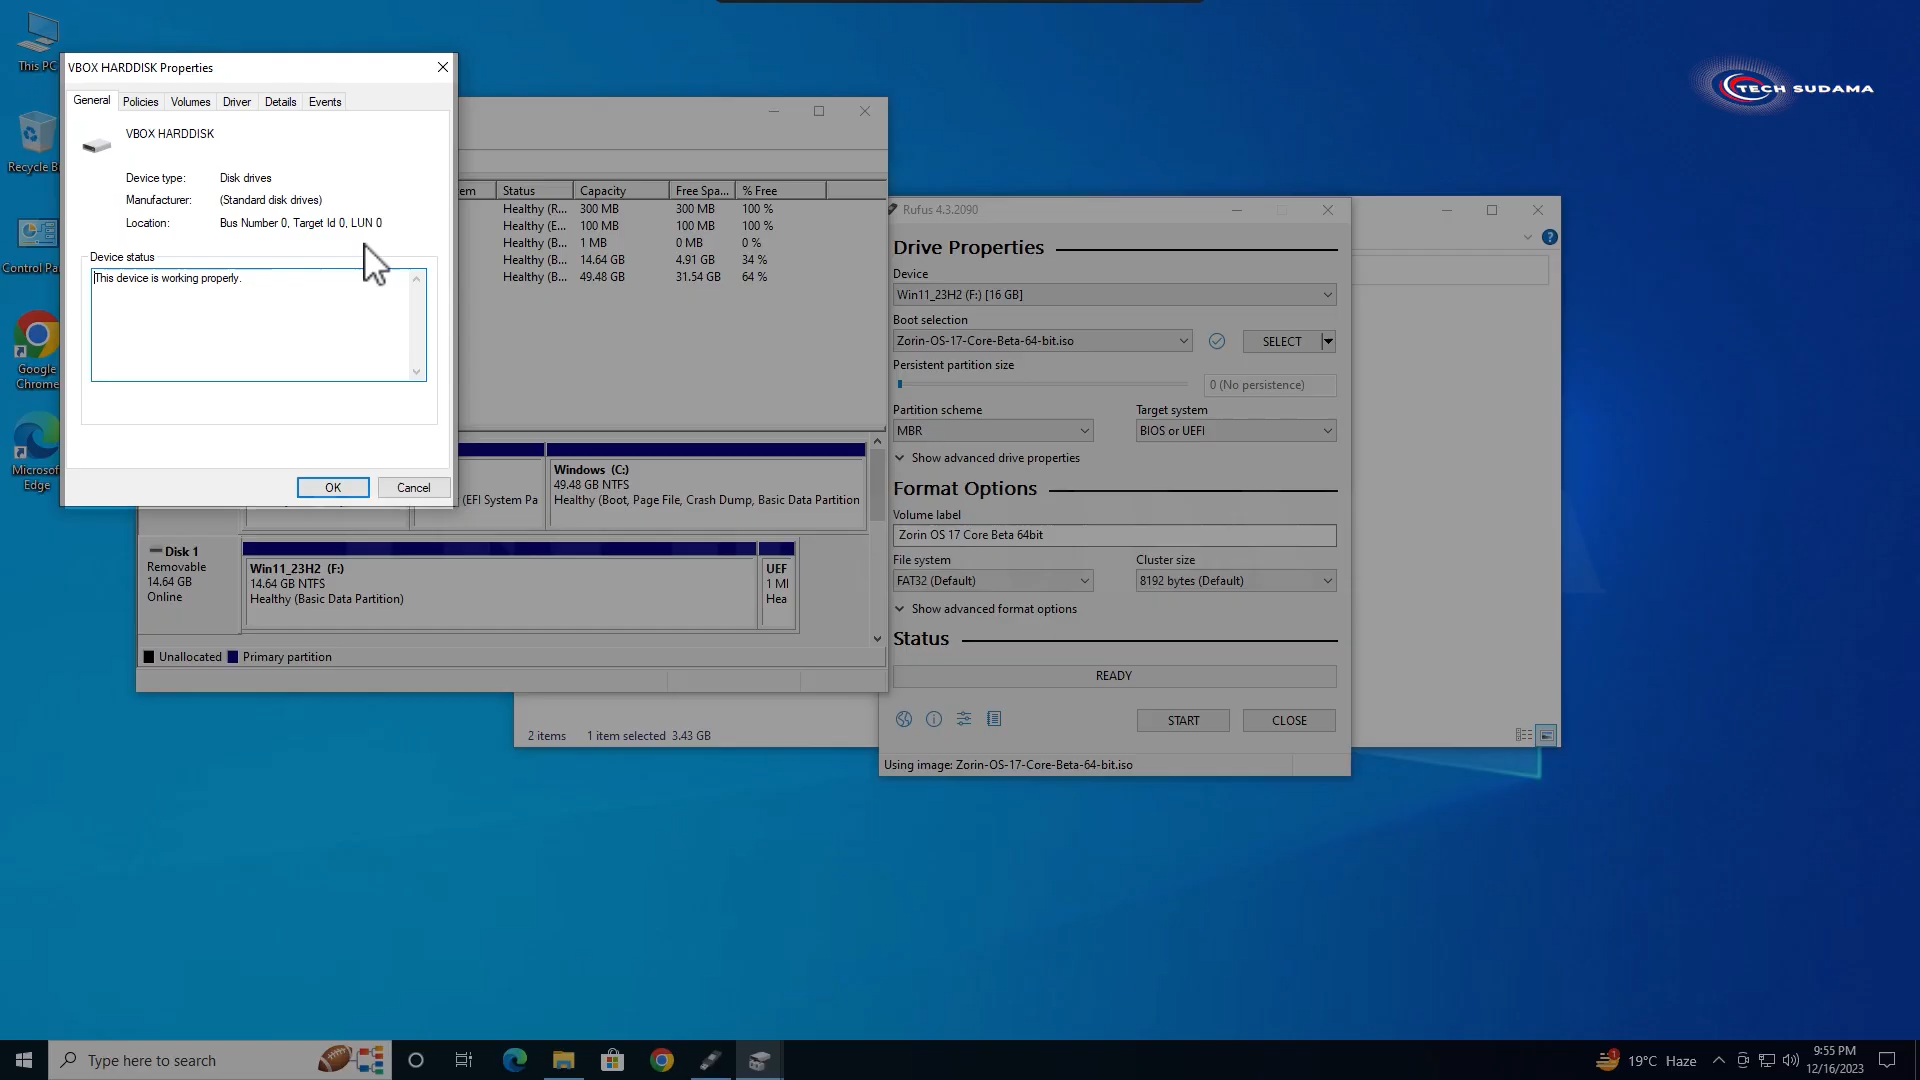 This PC
Recycle Bi
Control Pa
Google
Chrome
Microsof
Edge
VBOX HARDDISK Properties
General
Policies
Volumes
Driver
Details
Events
VBOX HARDDISK
Device type: Disk drives
Manufacturer: (Standard disk drives)
Location: Bus Number 0, Target Id 0, LUN 0
Device status
This device is working properly.
OK
Cancel
em Status Capacity Free Spa... % Free
Healthy (R... 300 MB 300 MB 100 %
Healthy (E... 100 MB 100 MB 100 %
Healthy (B... 1 MB 0 MB 0 %
Healthy (B... 14.64 GB 4.91 GB 34 %
Healthy (B... 49.48 GB 31.54 GB 64 %
(EFI System Pa
Windows (C:)
49.48 GB NTFS
Healthy (Boot, Page File, Crash Dump, Basic Data Partition
Disk 1
Removable
14.64 GB
Online
Win11_23H2 (F:)
14.64 GB NTFS
Healthy (Basic Data Partition)
UEF
1 MI
Hea
Unallocated
Primary partition
2 items 1 item selected 3.43 GB
Rufus 4.3.2090
Drive Properties
Device
Win11_23H2 (F:) [16 GB]
Boot selection
Zorin-OS-17-Core-Beta-64-bit.iso
SELECT
Persistent partition size
0 (No persistence)
Partition scheme
Target system
MBR
BIOS or UEFI
Show advanced drive properties
Format Options
Volume label
Zorin OS 17 Core Beta 64bit
File system
Cluster size
FAT32 (Default)
8192 bytes (Default)
Show advanced format options
Status
READY
START
CLOSE
Using image: Zorin-OS-17-Core-Beta-64-bit.iso
TECH SUDAMA
Type here to search
1
19°C Haze
9:55 PM
12/16/2023